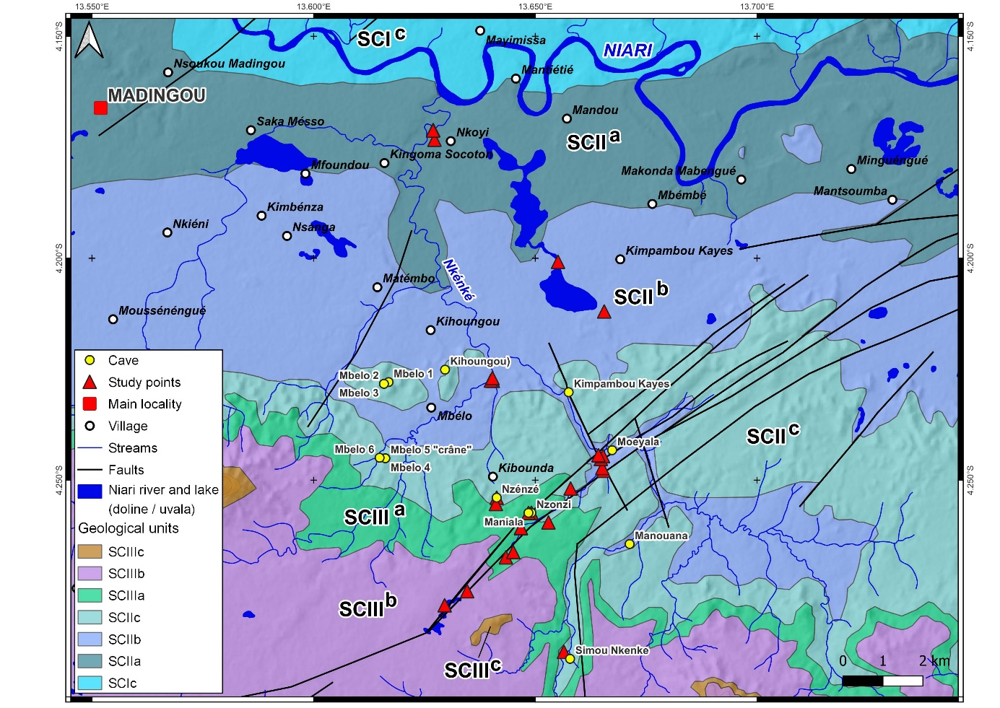 13.550°E 13.600°E 13.650°E 13.700°E
4.150°S 4.150°S
SCI c
Mayimissa
NIARI
Nsoukou Madingou
Mantiétié
MADINGOU
Mandou
Saka Mésso
Nkoyi
SCII a
Kingoma Socoton
Mfoundou
Makonda Mabengué
Minguéngué
Mbémbé
Mantsoumba
Kimbénza
Nkiéni
Nsanga
4.200°S 4.200°S
Kimpambou Kayes
Nkénké
Matémbo
SCII b
Moussénéngué
Kihoungou
Kihoungou)
Mbelo 2 Mbelo 1
Mbelo 3
Kimpambou Kayes
Mbélo
SCII c
Moeyala
Mbelo 6 Mbelo 5 "crâne"
Mbelo 4
Kibounda
4.250°S 4.250°S
Nzénzé
Nzonzi
SCIII a
Maniala
Manouana
SCIII b
Simou Nkenke
SCIII c
Cave
Study points
Main locality
Village
Streams
Faults
Niari river and lake
(doline / uvala)
Geological units
SCIIIc
SCIIIb
SCIIIa
SCIIc
SCIIb
SCIIa
SCIc
0 1 2 km